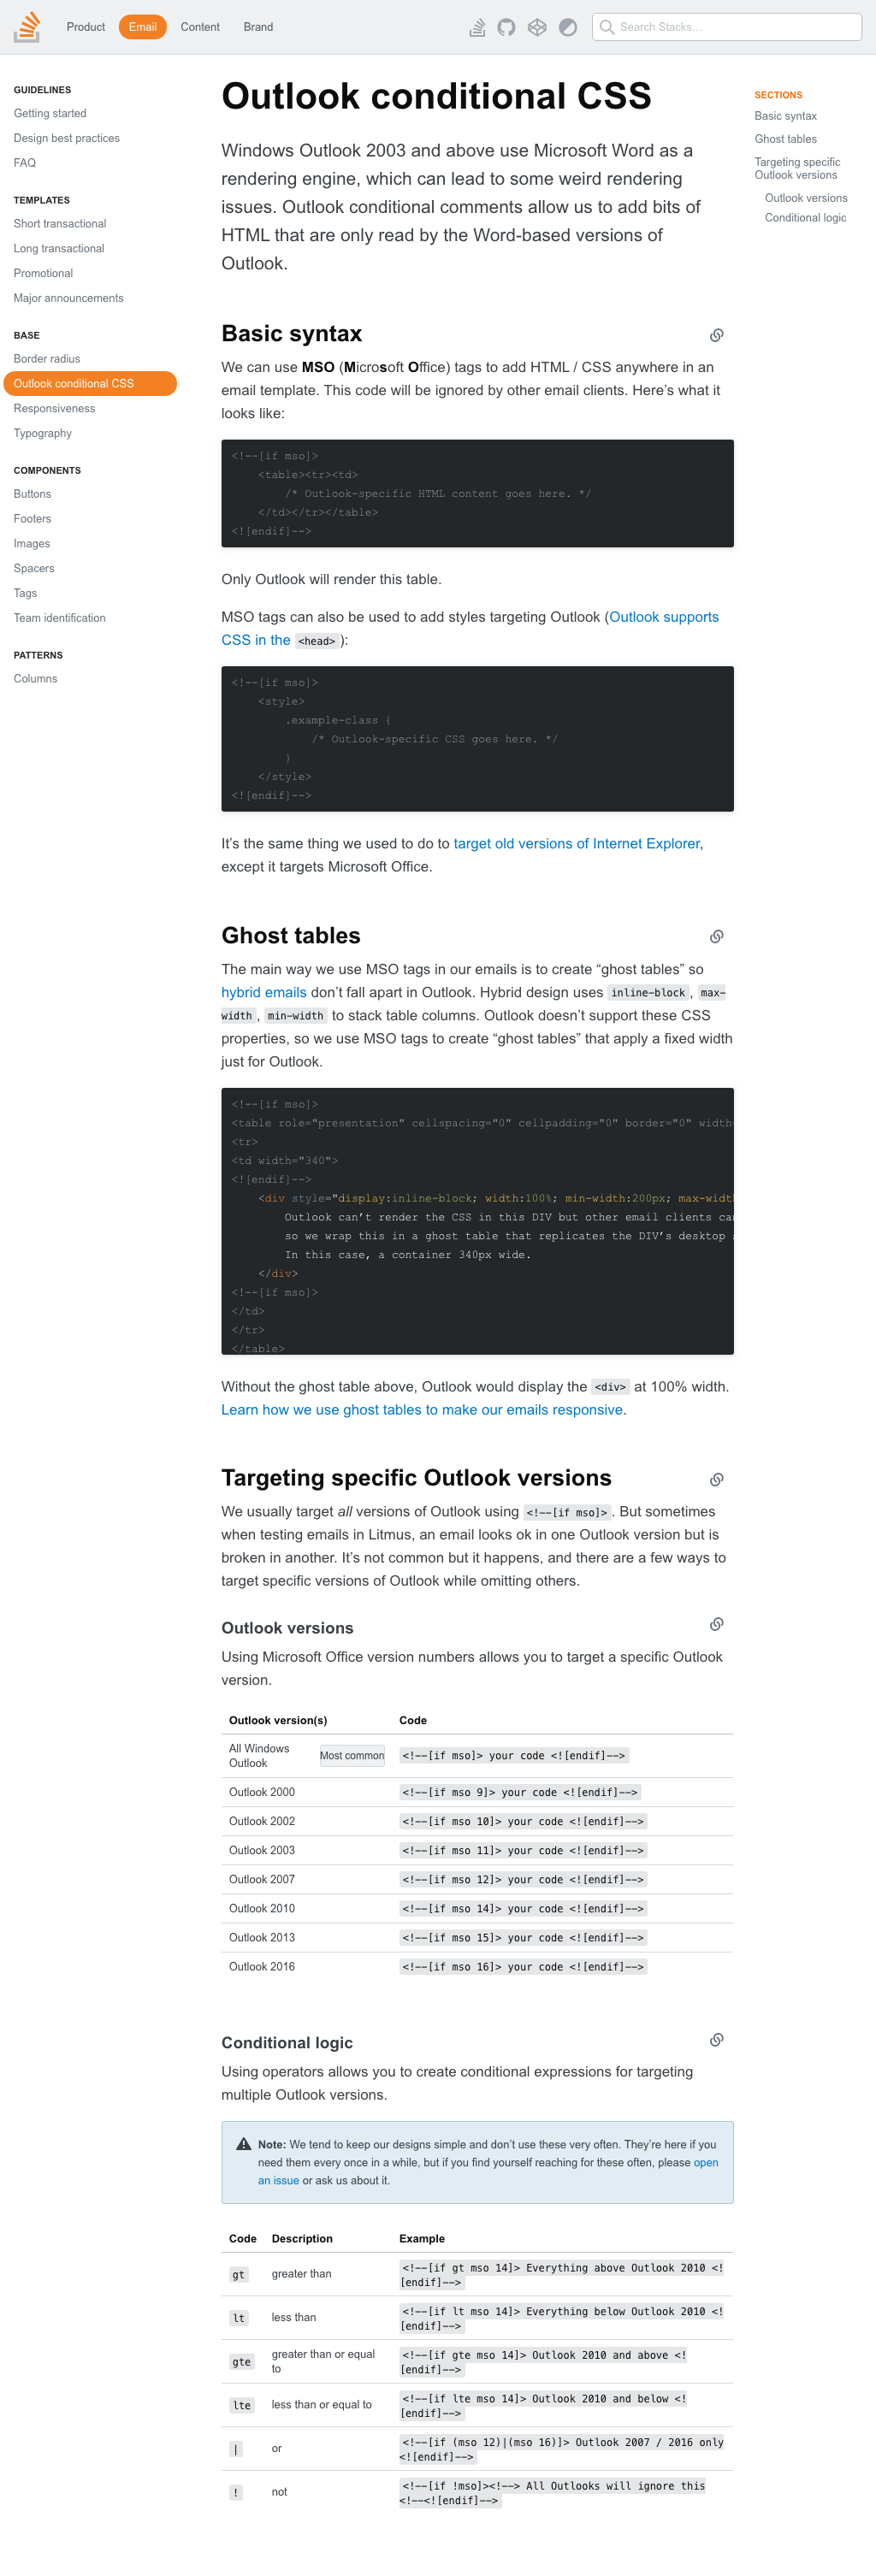 Product Email Content Brand Search Stacks...
GUIDELINES
Getting started
Design best practices
FAQ
TEMPLATES
Short transactional
Long transactional
Promotional
Major announcements
BASE
Border radius
Outlook conditional CSS
Responsiveness
Typography
COMPONENTS
Buttons
Footers
Images
Spacers
Tags
Team identification
PATTERNS
Columns
Outlook conditional CSS
Windows Outlook 2003 and above use Microsoft Word as a
rendering engine, which can lead to some weird rendering
issues. Outlook conditional comments allow us to add bits of
HTML that are only read by the Word-based versions of
Outlook.
Basic syntax
We can use MSO (Microsoft Office) tags to add HTML / CSS anywhere in an
email template. This code will be ignored by other email clients. Here’s what it
looks like:
<!--[if mso]>
<table><tr><td>
/* Outlook-specific HTML content goes here. */
</td></tr></table>
<![endif]-->
Only Outlook will render this table.
MSO tags can also be used to add styles targeting Outlook (Outlook supports
CSS in the <head>):
<!--[if mso]>
<style>
.example-class {
/* Outlook-specific CSS goes here. */
}
</style>
<![endif]-->
It’s the same thing we used to do to target old versions of Internet Explorer,
except it targets Microsoft Office.
Ghost tables
The main way we use MSO tags in our emails is to create “ghost tables” so
hybrid emails don’t fall apart in Outlook. Hybrid design uses inline-block, max-
width, min-width to stack table columns. Outlook doesn’t support these CSS
properties, so we use MSO tags to create “ghost tables” that apply a fixed width
just for Outlook.
<!--[if mso]>
<table role="presentation" cellspacing="0" cellpadding="0" border="0" width
<tr>
<td width="340">
<![endif]-->
<div style="display:inline-block; width:100%; min-width:200px; max-width
Outlook can’t render the CSS in this DIV but other email clients can
so we wrap this in a ghost table that replicates the DIV’s desktop
In this case, a container 340px wide.
</div>
<!--[if mso]>
</td>
</tr>
</table>
Without the ghost table above, Outlook would display the <div> at 100% width.
Learn how we use ghost tables to make our emails responsive.
Targeting specific Outlook versions
We usually target all versions of Outlook using <!--[if mso]>. But sometimes
when testing emails in Litmus, an email looks ok in one Outlook version but is
broken in another. It’s not common but it happens, and there are a few ways to
target specific versions of Outlook while omitting others.
Outlook versions
Using Microsoft Office version numbers allows you to target a specific Outlook
version.
Outlook version(s) Code
All Windows
Outlook Most common <!--[if mso]> your code <![endif]-->
Outlook 2000 <!--[if mso 9]> your code <![endif]-->
Outlook 2002 <!--[if mso 10]> your code <![endif]-->
Outlook 2003 <!--[if mso 11]> your code <![endif]-->
Outlook 2007 <!--[if mso 12]> your code <![endif]-->
Outlook 2010 <!--[if mso 14]> your code <![endif]-->
Outlook 2013 <!--[if mso 15]> your code <![endif]-->
Outlook 2016 <!--[if mso 16]> your code <![endif]-->
Conditional logic
Using operators allows you to create conditional expressions for targeting
multiple Outlook versions.
Note: We tend to keep our designs simple and don’t use these very often. They’re here if you
need them every once in a while, but if you find yourself reaching for these often, please open
an issue or ask us about it.
Code Description Example
gt greater than <!--[if gt mso 14]> Everything above Outlook 2010 <!
[endif]-->
lt less than <!--[if lt mso 14]> Everything below Outlook 2010 <!
[endif]-->
gte greater than or equal
to <!--[if gte mso 14]> Outlook 2010 and above <!
[endif]-->
lte less than or equal to <!--[if lte mso 14]> Outlook 2010 and below <!
[endif]-->
| or <!--[if (mso 12)|(mso 16)]> Outlook 2007 / 2016 only
<![endif]-->
! not <!--[if !mso]><!--> All Outlooks will ignore this
<!--<![endif]-->
SECTIONS
Basic syntax
Ghost tables
Targeting specific
Outlook versions
Outlook versions
Conditional logic